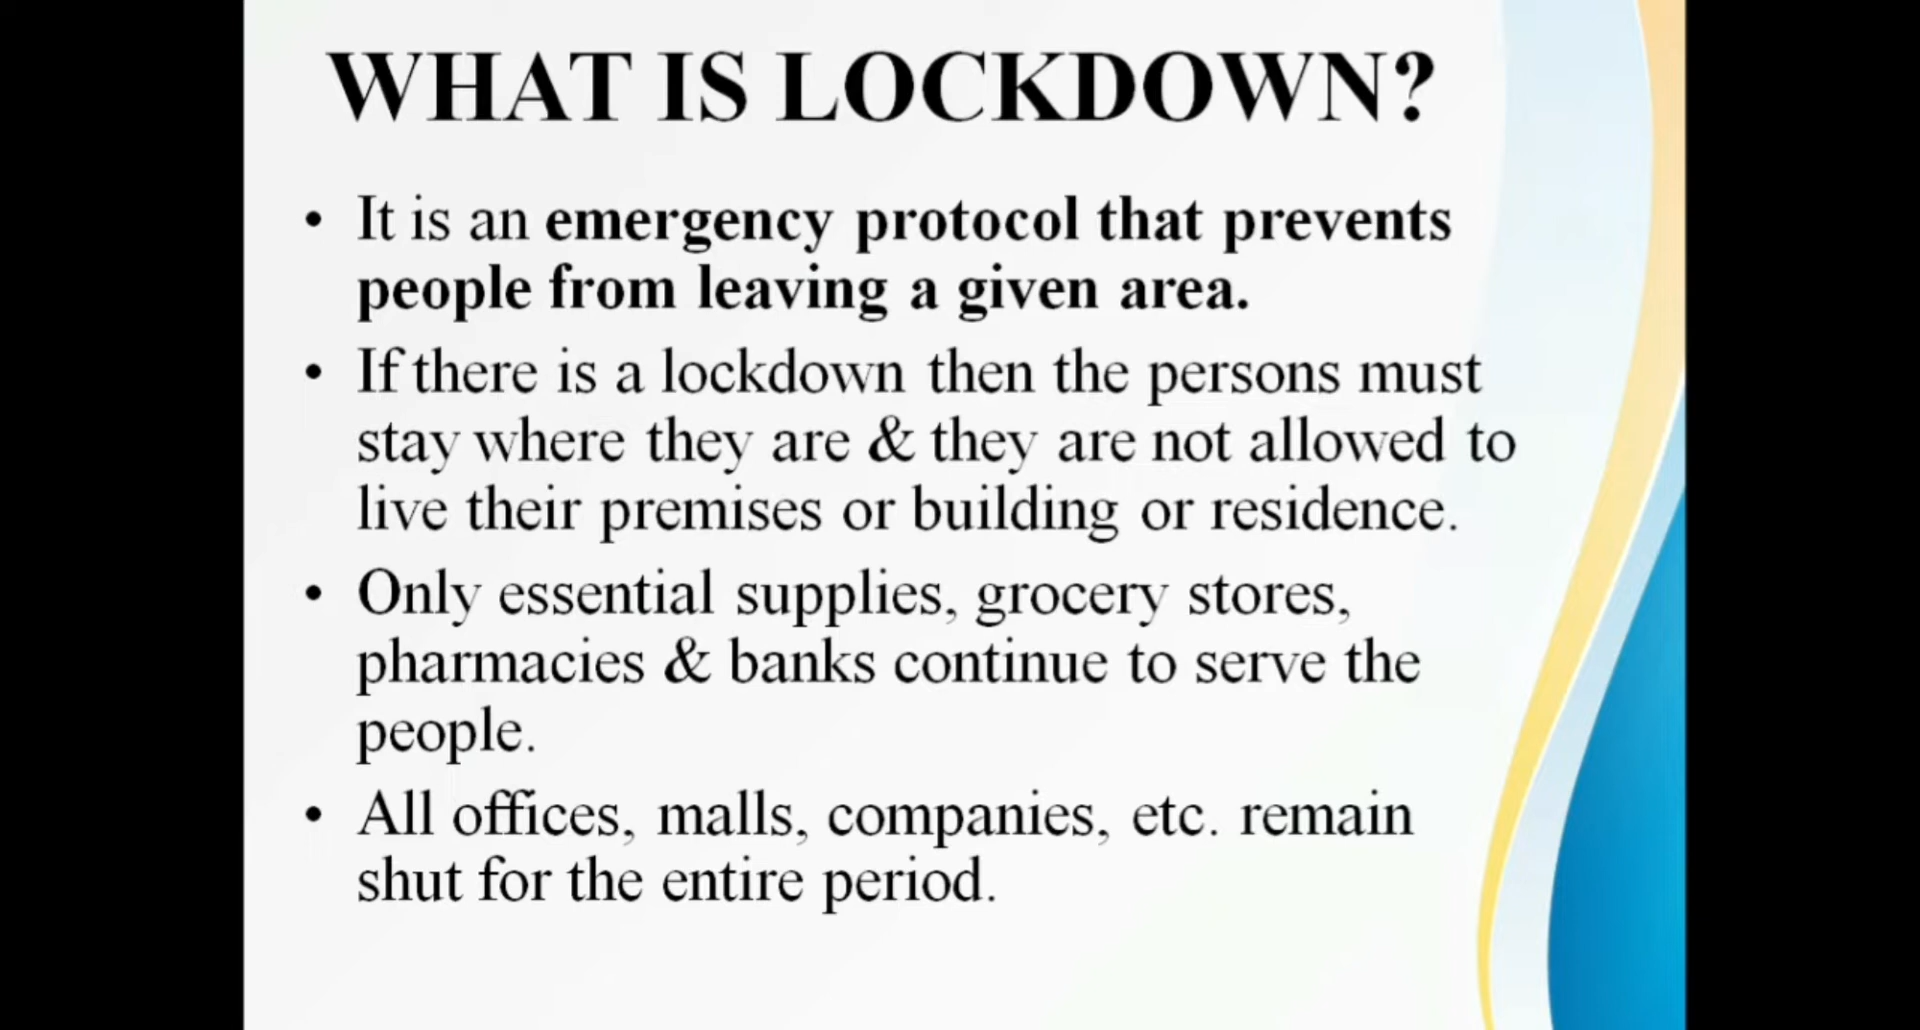 WHAT IS LOCKDOWN?
• It is an emergency protocol that prevents
people from leaving a given area.
• If there is a lockdown then the persons must
stay where they are & they are not allowed to
live their premises or building or residence.
• Only essential supplies, grocery stores,
pharmacies & banks continue to serve the
people.
• All offices, malls, companies, etc. remain
shut for the entire period.